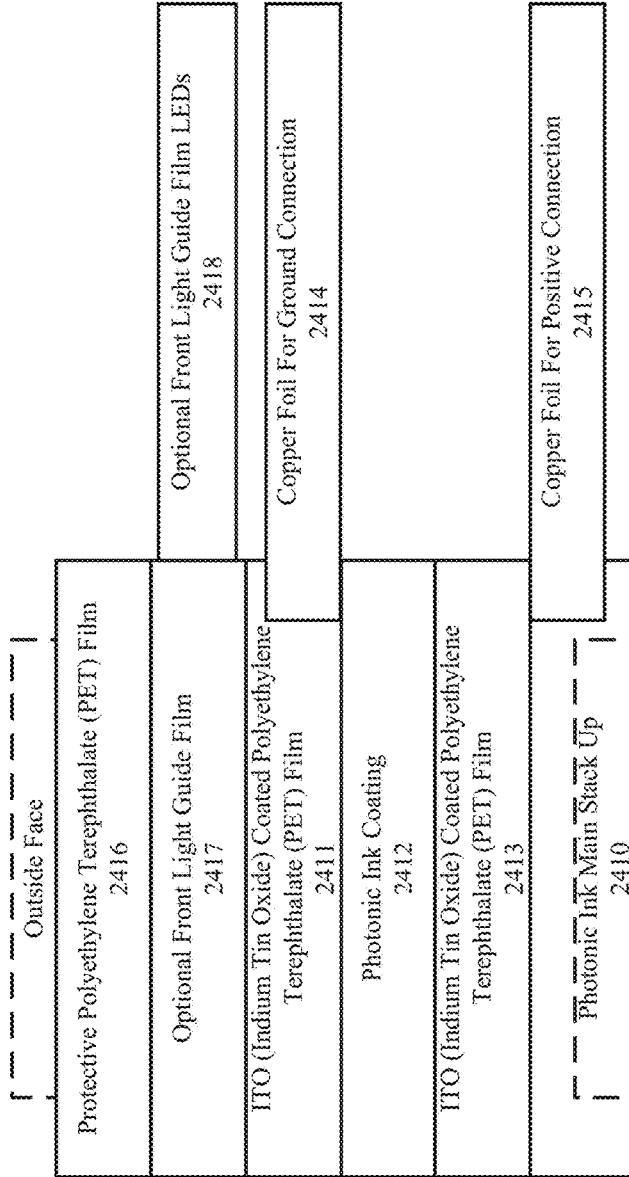 Outside Face
Protective Polyethylene Terephthalate (PET) Film
2416
Optional Front Light Guide Film
2417
Optional Front Light Guide Film LEDs
2418
ITO (Indium Tin Oxide) Coated Polyethylene
Terephthalate (PET) Film
2411
Copper Foil For Ground Connection
2414
Photonic Ink Coating
2412
ITO (Indium Tin Oxide) Coated Polyethylene
Terephthalate (PET) Film
2413
Copper Foil For Positive Connection
2415
Photonic Ink Main Stack Up
2410